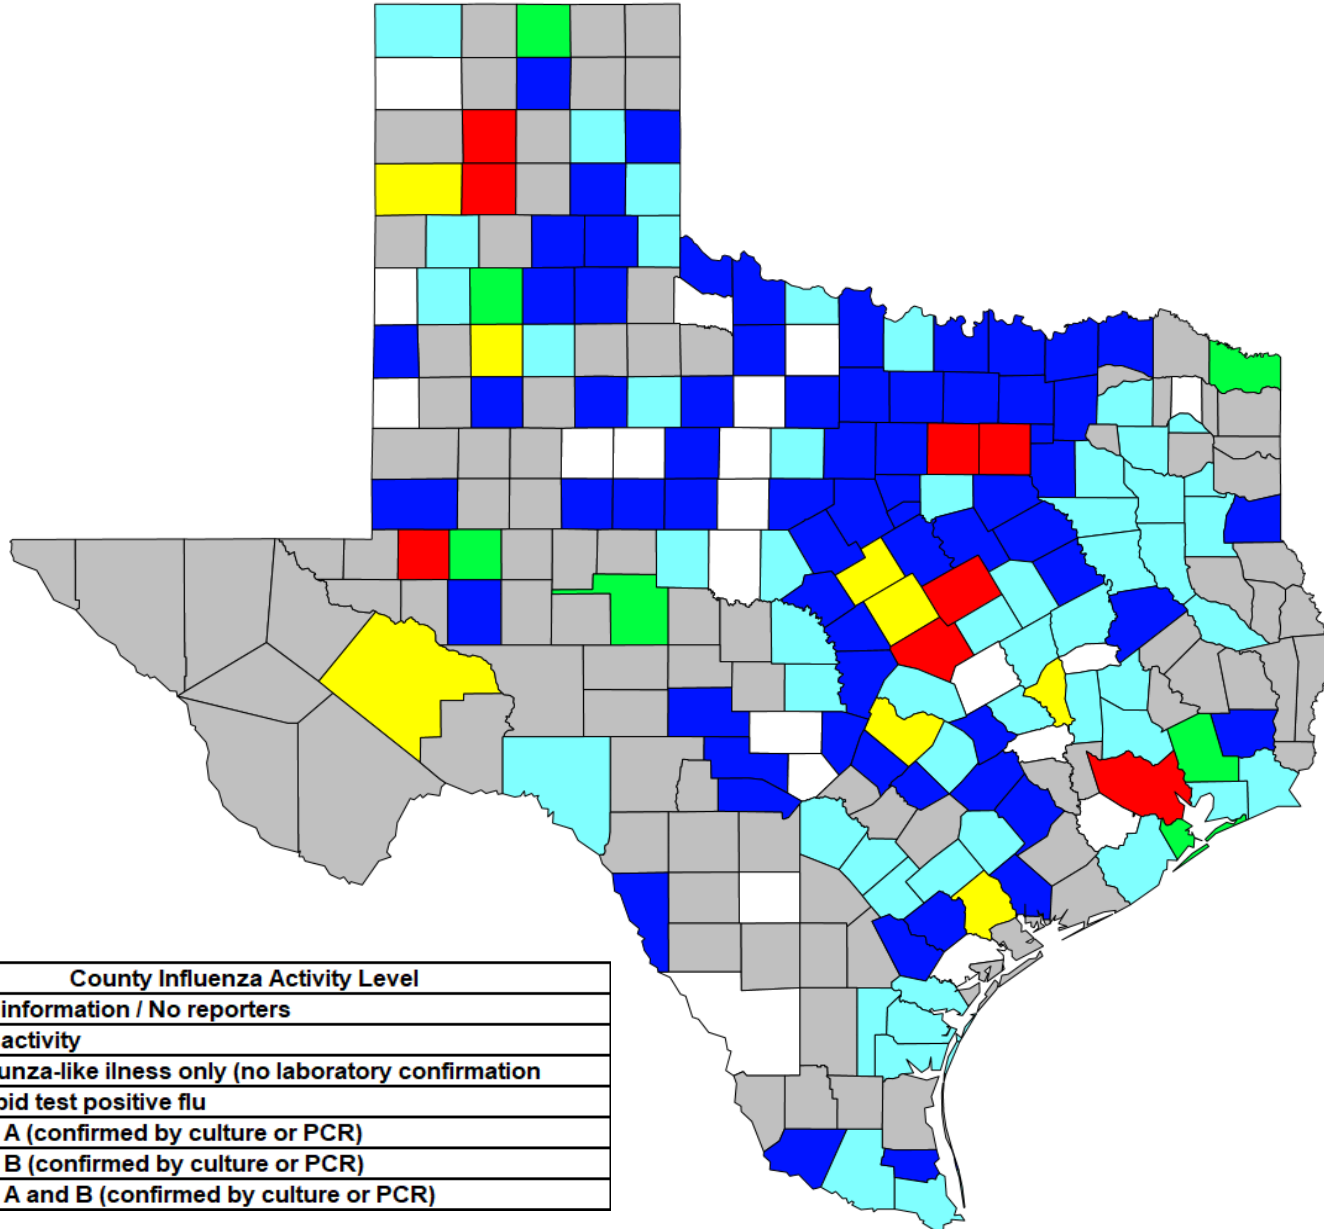 County Influenza Activity Level
information / No reporters
activity
unza-like ilness only (no laboratory confirmation
pid test positive flu
A (confirmed by culture or PCR)
B (confirmed by culture or PCR)
A and B (confirmed by culture or PCR)